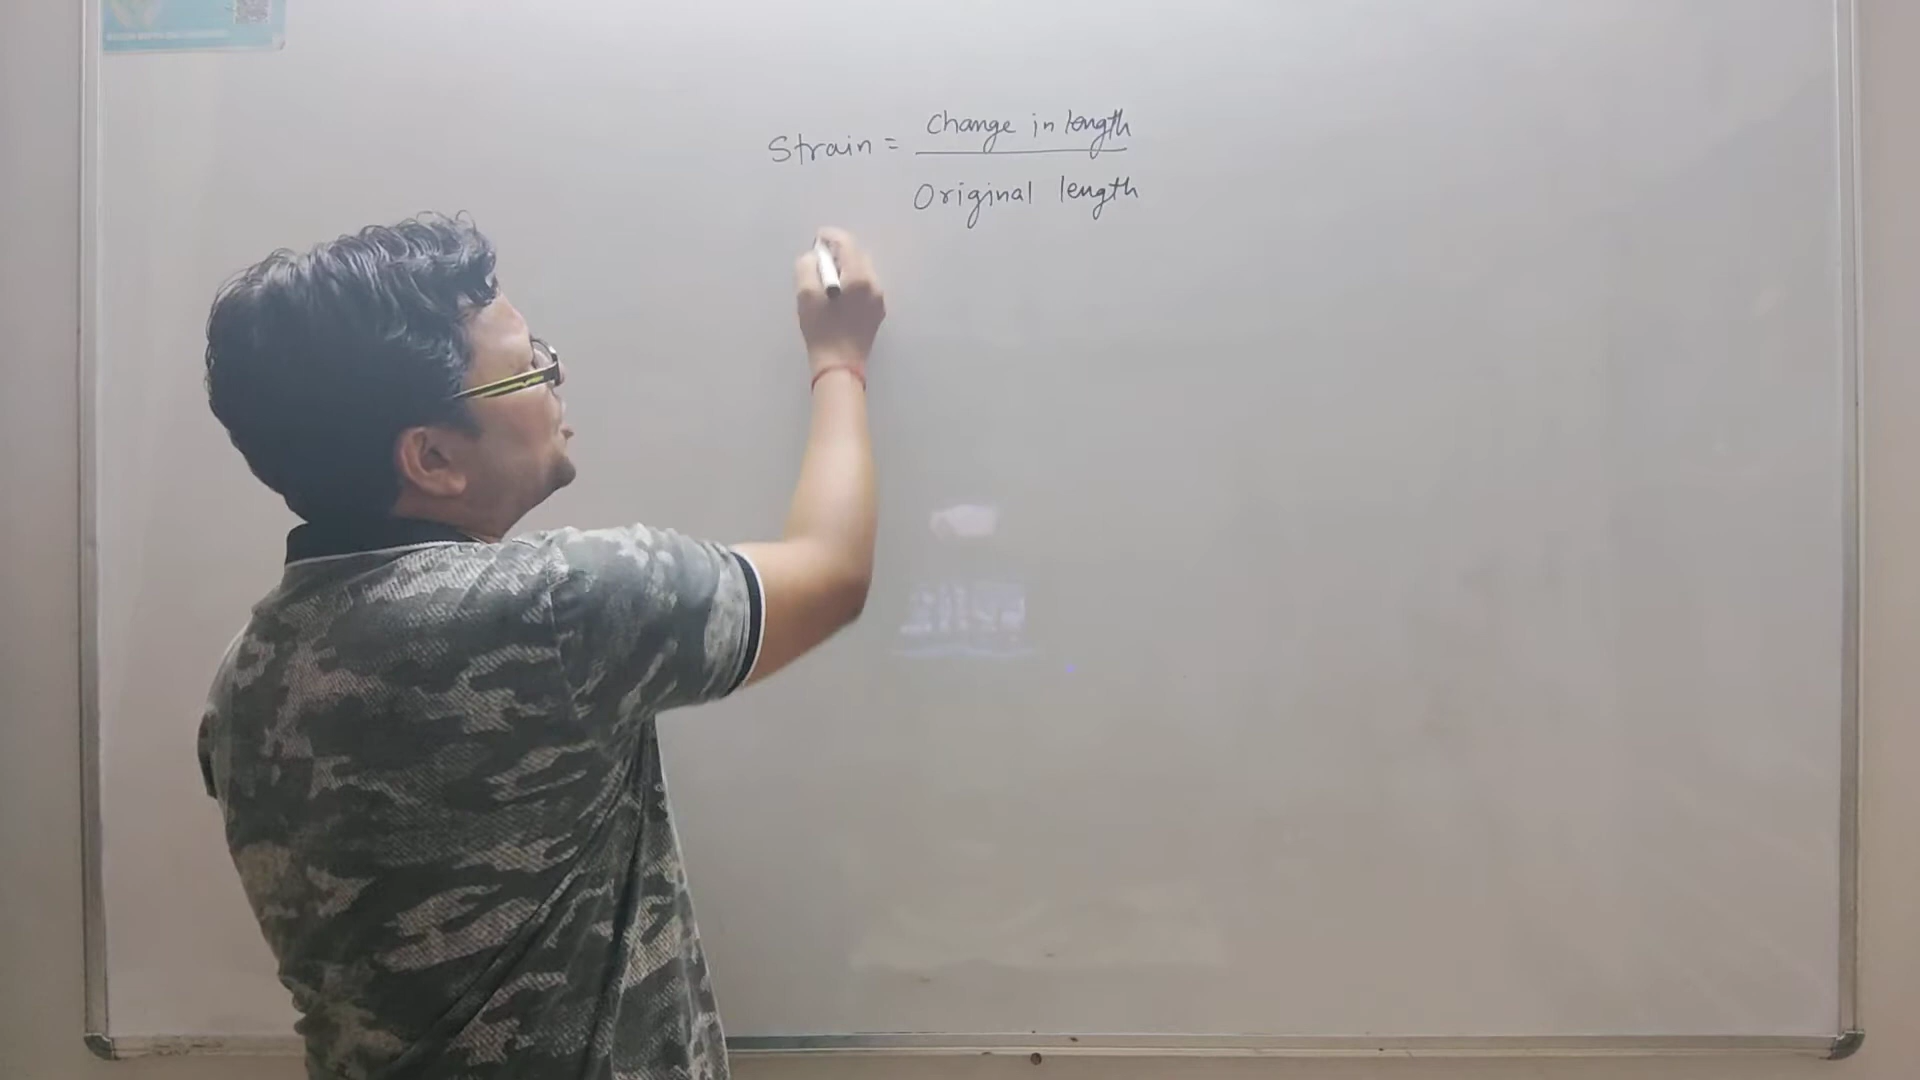 Strain = Change in length
Original length